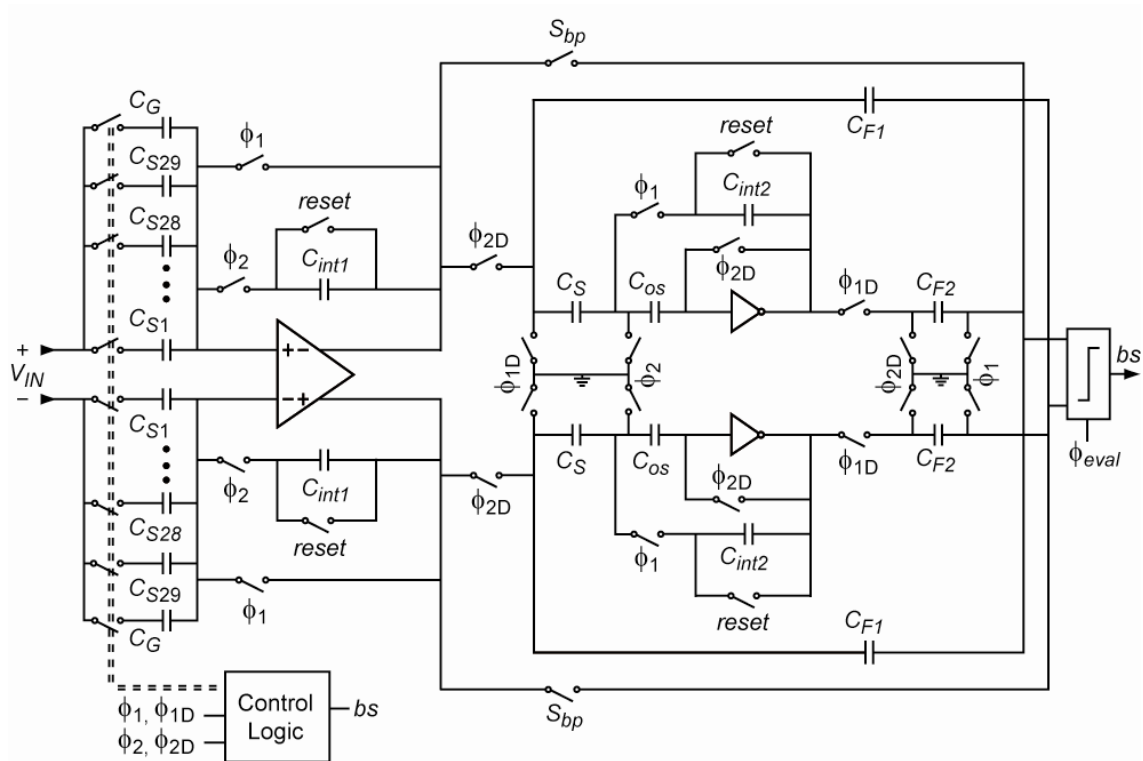 S_bp
C_G
C_F1
reset
ϕ_1
C_S29
C_int2
ϕ_1
reset
C_S28
ϕ_2D
ϕ_2
C_int1
ϕ_2D
C_S
C_os
ϕ_1D
C_F2
C_S1
+
V_IN
−
+ −
− +
ϕ_1D
ϕ_2
ϕ_2D
ϕ_1
bs
C_S1
C_S
C_os
ϕ_1D
C_F2
ϕ_eval
ϕ_2
C_int1
ϕ_2D
ϕ_2D
C_S28
reset
ϕ_1
C_int2
C_S29
ϕ_1
reset
C_G
C_F1
S_bp
ϕ_1, ϕ_1D
ϕ_2, ϕ_2D
Control
Logic
bs